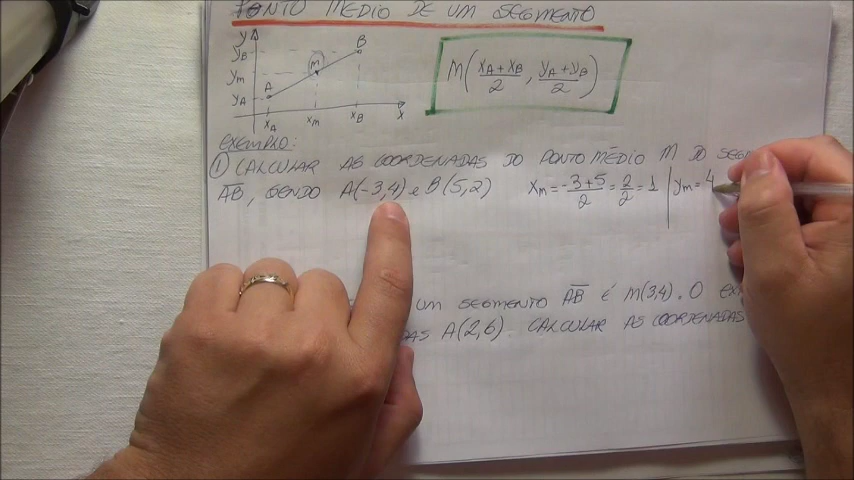 PONTO MÉDIO DE UM SEGMENTO
y
yB
ym
yA
A
M
B
xA
xm
xB
x
M(xA + xB / 2, yA + yB / 2)
EXEMPLO:
① CALCULAR AS COORDENADAS DO PONTO MÉDIO M DO SEGM
AB, SENDO A(-3,4) e B(5,2)
xm = -3+5/2 = 2/2 = 1 | ym = 4
UM SEGMENTO AB É M(3,4). O EX
DAS A(2,6). CALCULAR AS COORDENADAS